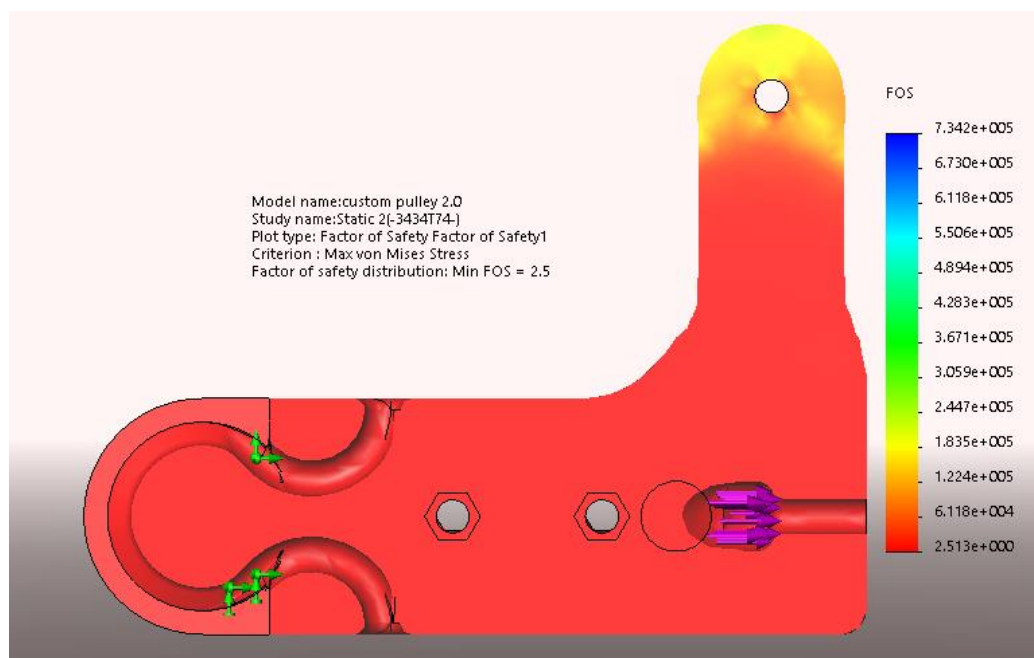 FOS
7.342e+005
6.730e+005
6.118e+005
5.506e+005
4.894e+005
4.283e+005
3.671e+005
3.059e+005
2.447e+005
1.835e+005
1.224e+005
6.118e+004
2.513e+000
Model name:custom pulley 2.0
Study name:Static 2(-3434T74-)
Plot type: Factor of Safety Factor of Safety1
Criterion : Max von Mises Stress
Factor of safety distribution: Min FOS = 2.5